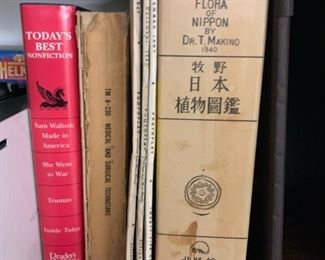 HELM
TODAY'S
BEST
NONFICTION
Sam Walton:
Made in
America
She Went
to War
Truman
Inside Today
Reader's
TM 8-230 MEDICAL AND SURGICAL TECHNICIANS
FLORA
OF
NIPPON
BY
DR. T. MAKINO
1940
牧野
日本
植物圖鑑